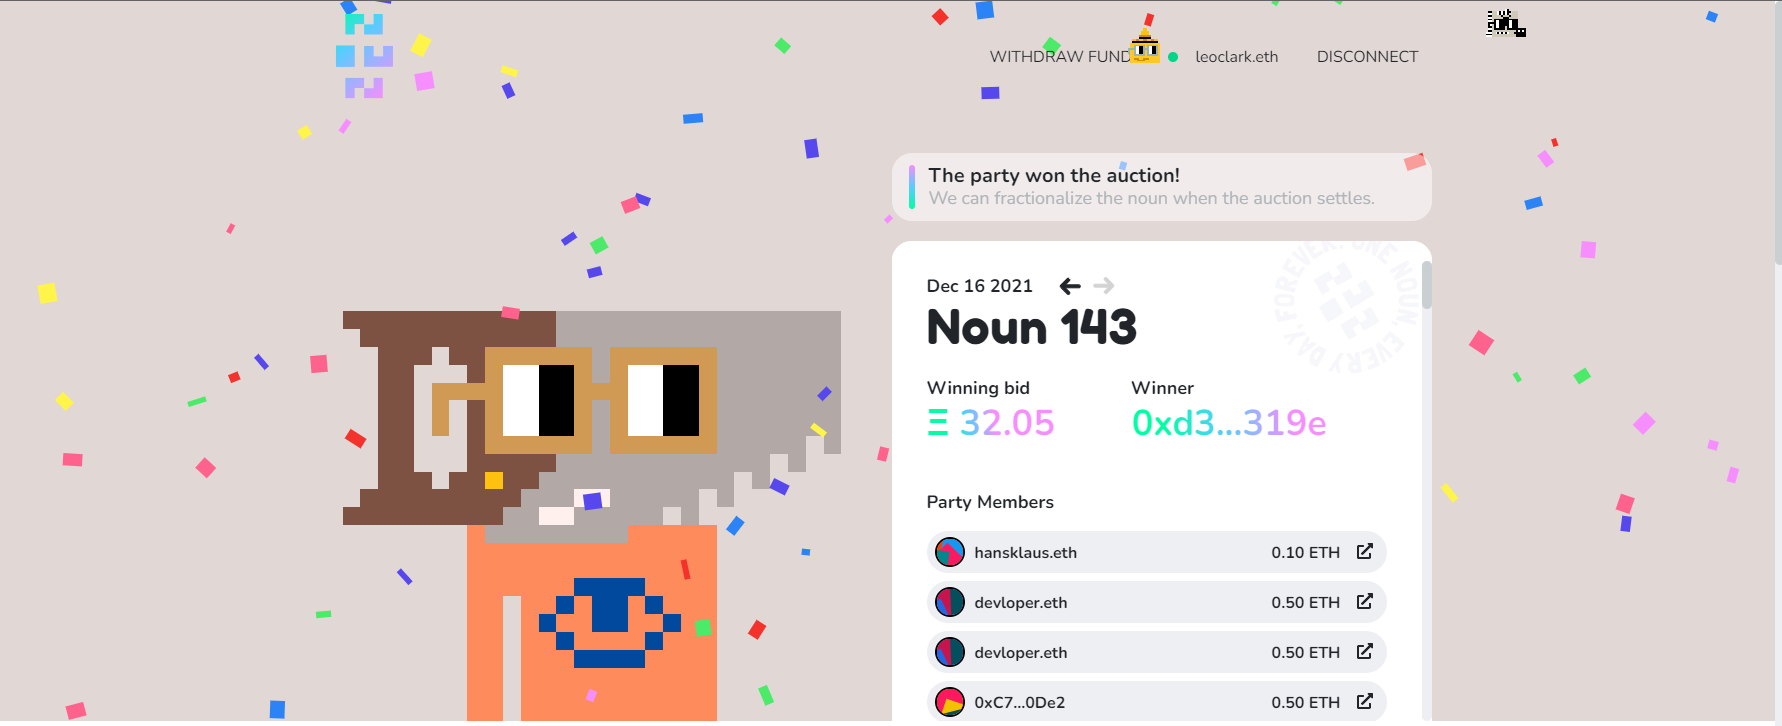 WITHDRAW FUND
leoclark.eth
DISCONNECT
The party won the auction!
We can fractionalize the noun when the auction settles.
FOREVER. ONE NOUN, EVERY DAY,
Dec 16 2021
Noun 143
Winning bid
Ξ 32.05
Winner
0xd3...319e
Party Members
hansklaus.eth 0.10 ETH
devloper.eth 0.50 ETH
devloper.eth 0.50 ETH
0xC7...0De2 0.50 ETH